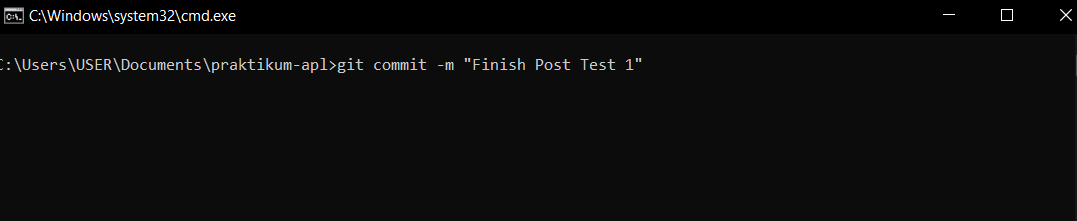 C:\Windows\system32\cmd.exe
C:\Users\USER\Documents\praktikum-apl>git commit -m "Finish Post Test 1"